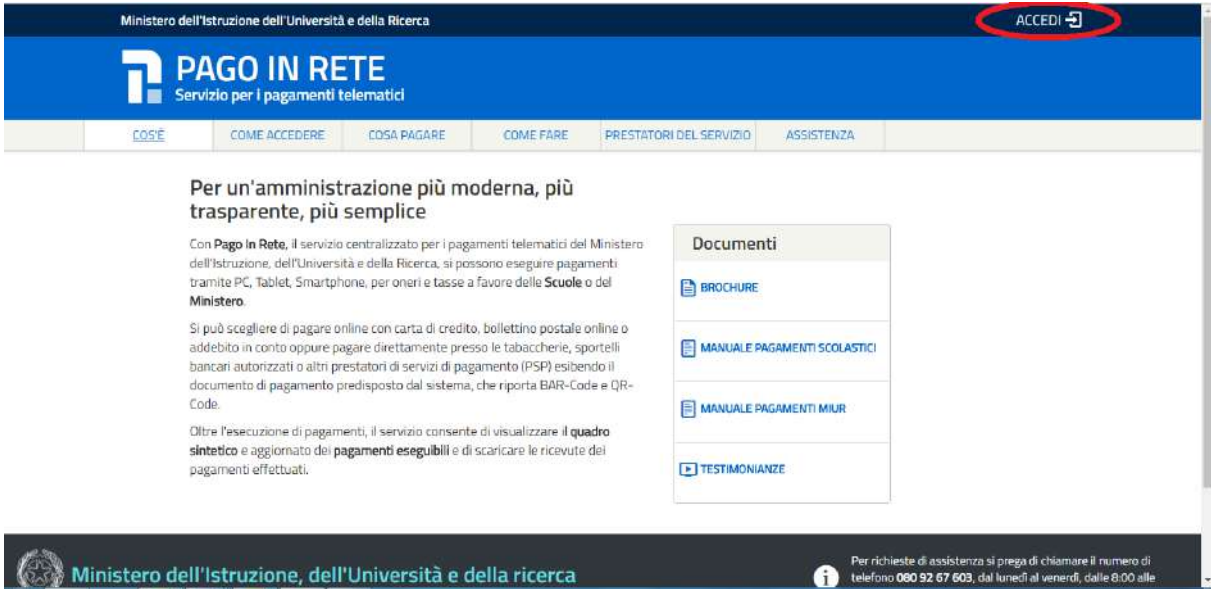 Ministero dell'Istruzione dell'Università e della Ricerca
ACCEDI
PAGO IN RETE
Servizio per i pagamenti telematici
COS'È
COME ACCEDERE
COSA PAGARE
COME FARE
PRESTATORI DEL SERVIZIO
ASSISTENZA
Per un'amministrazione più moderna, più
trasparente, più semplice
Con Pago In Rete, il servizio centralizzato per i pagamenti telematici del Ministero
dell'Istruzione, dell'Università e della Ricerca, si possono eseguire pagamenti
tramite PC, Tablet, Smartphone, per oneri e tasse a favore delle Scuole o del
Ministero.
Si può scegliere di pagare online con carta di credito, bollettino postale online o
addebito in conto oppure pagare direttamente presso le tabaccherie, sportelli
bancari autorizzati o altri prestatori di servizi di pagamento (PSP) esibendo il
documento di pagamento predisposto dal sistema, che riporta BAR-Code e QR-
Code.
Oltre l'esecuzione di pagamenti, il servizio consente di visualizzare il quadro
sintetico e aggiornato dei pagamenti eseguibili e di scaricare le ricevute dei
pagamenti effettuati.
Documenti
BROCHURE
MANUALE PAGAMENTI SCOLASTICI
MANUALE PAGAMENTI MIUR
TESTIMONIANZE
Ministero dell'Istruzione, dell'Università e della ricerca
Per richieste di assistenza si prega di chiamare il numero di
telefono 080 92 67 603, dal lunedì al venerdì, dalle 8:00 alle